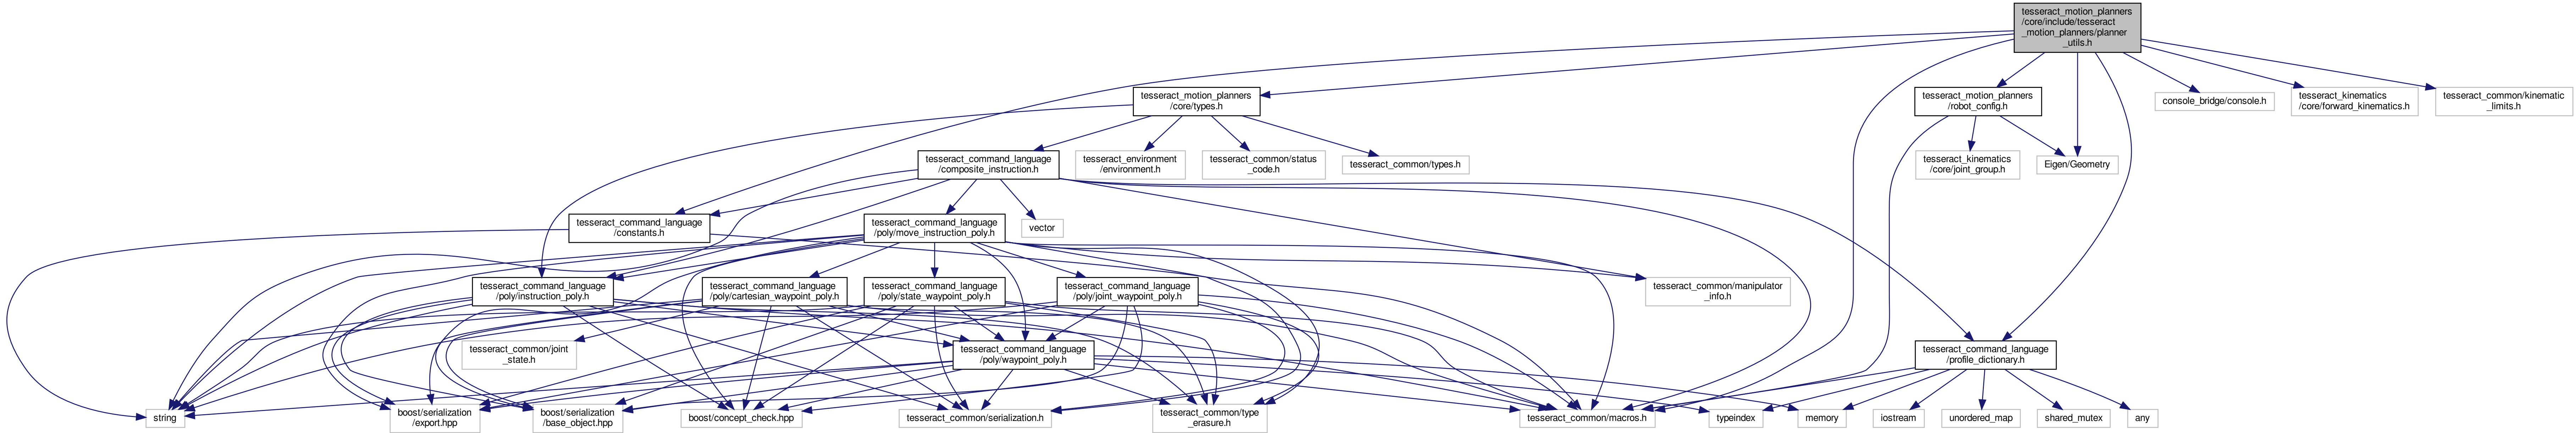 tesseract_motion_planners
/core/include/tesseract
_motion_planners/planner
_utils.h
tesseract_motion_planners
/core/types.h
tesseract_motion_planners
/robot_config.h
console_bridge/console.h
tesseract_kinematics
/core/forward_kinematics.h
tesseract_common/kinematic
_limits.h
tesseract_command_language
/composite_instruction.h
tesseract_environment
/environment.h
tesseract_common/status
_code.h
tesseract_common/types.h
tesseract_kinematics
/core/joint_group.h
Eigen/Geometry
tesseract_command_language
/constants.h
tesseract_command_language
/poly/move_instruction_poly.h
vector
tesseract_command_language
/poly/instruction_poly.h
tesseract_command_language
/poly/cartesian_waypoint_poly.h
tesseract_command_language
/poly/state_waypoint_poly.h
tesseract_command_language
/poly/joint_waypoint_poly.h
tesseract_common/manipulator
_info.h
tesseract_common/joint
_state.h
tesseract_command_language
/poly/waypoint_poly.h
tesseract_command_language
/profile_dictionary.h
string
boost/serialization
/export.hpp
boost/serialization
/base_object.hpp
boost/concept_check.hpp
tesseract_common/serialization.h
tesseract_common/type
_erasure.h
tesseract_common/macros.h
typeindex
memory
iostream
unordered_map
shared_mutex
any